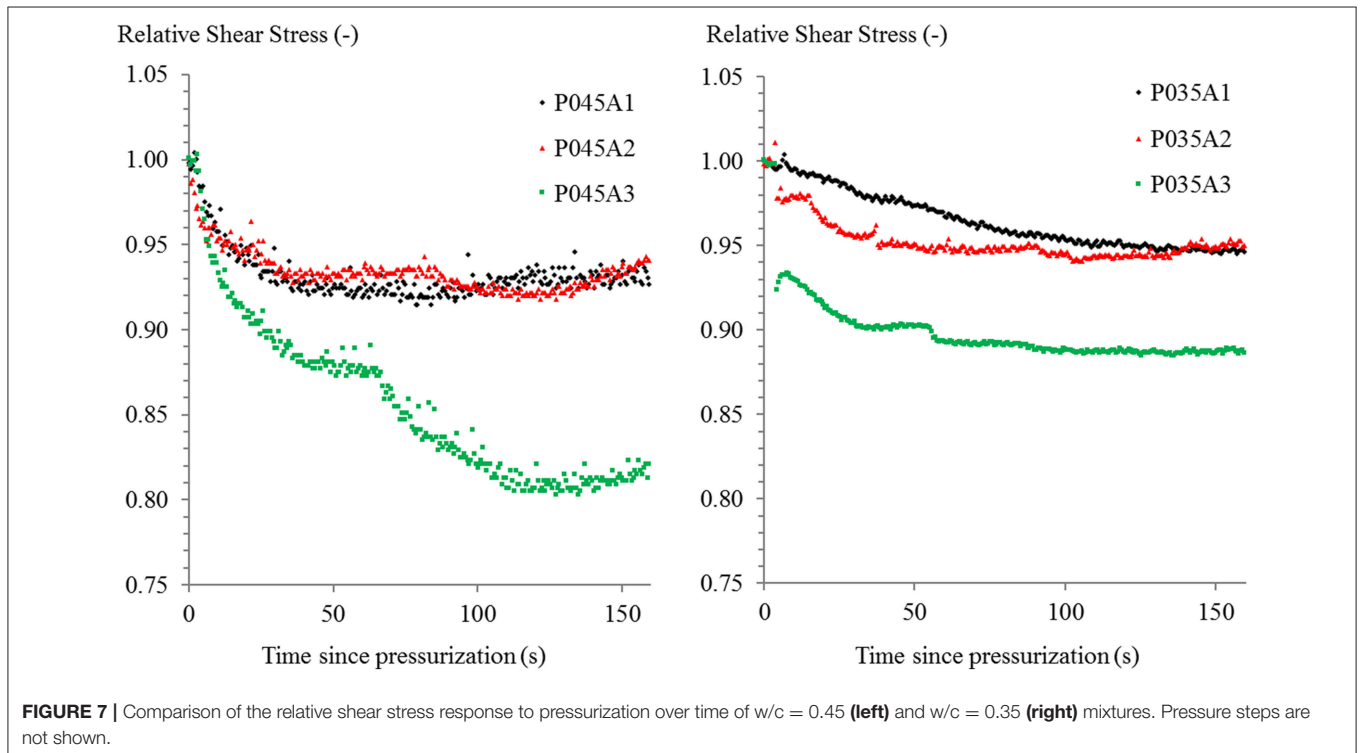 Relative Shear Stress (-)
1.05
1.00
0.95
0.90
0.85
0.80
0.75
0
50
100
150
Time since pressurization (s)
P045A1
P045A2
P045A3
Relative Shear Stress (-)
1.05
1.00
0.95
0.90
0.85
0.80
0.75
0
50
100
150
Time since pressurization (s)
P035A1
P035A2
P035A3
FIGURE 7 | Comparison of the relative shear stress response to pressurization over time of w/c = 0.45 (left) and w/c = 0.35 (right) mixtures. Pressure steps are
not shown.